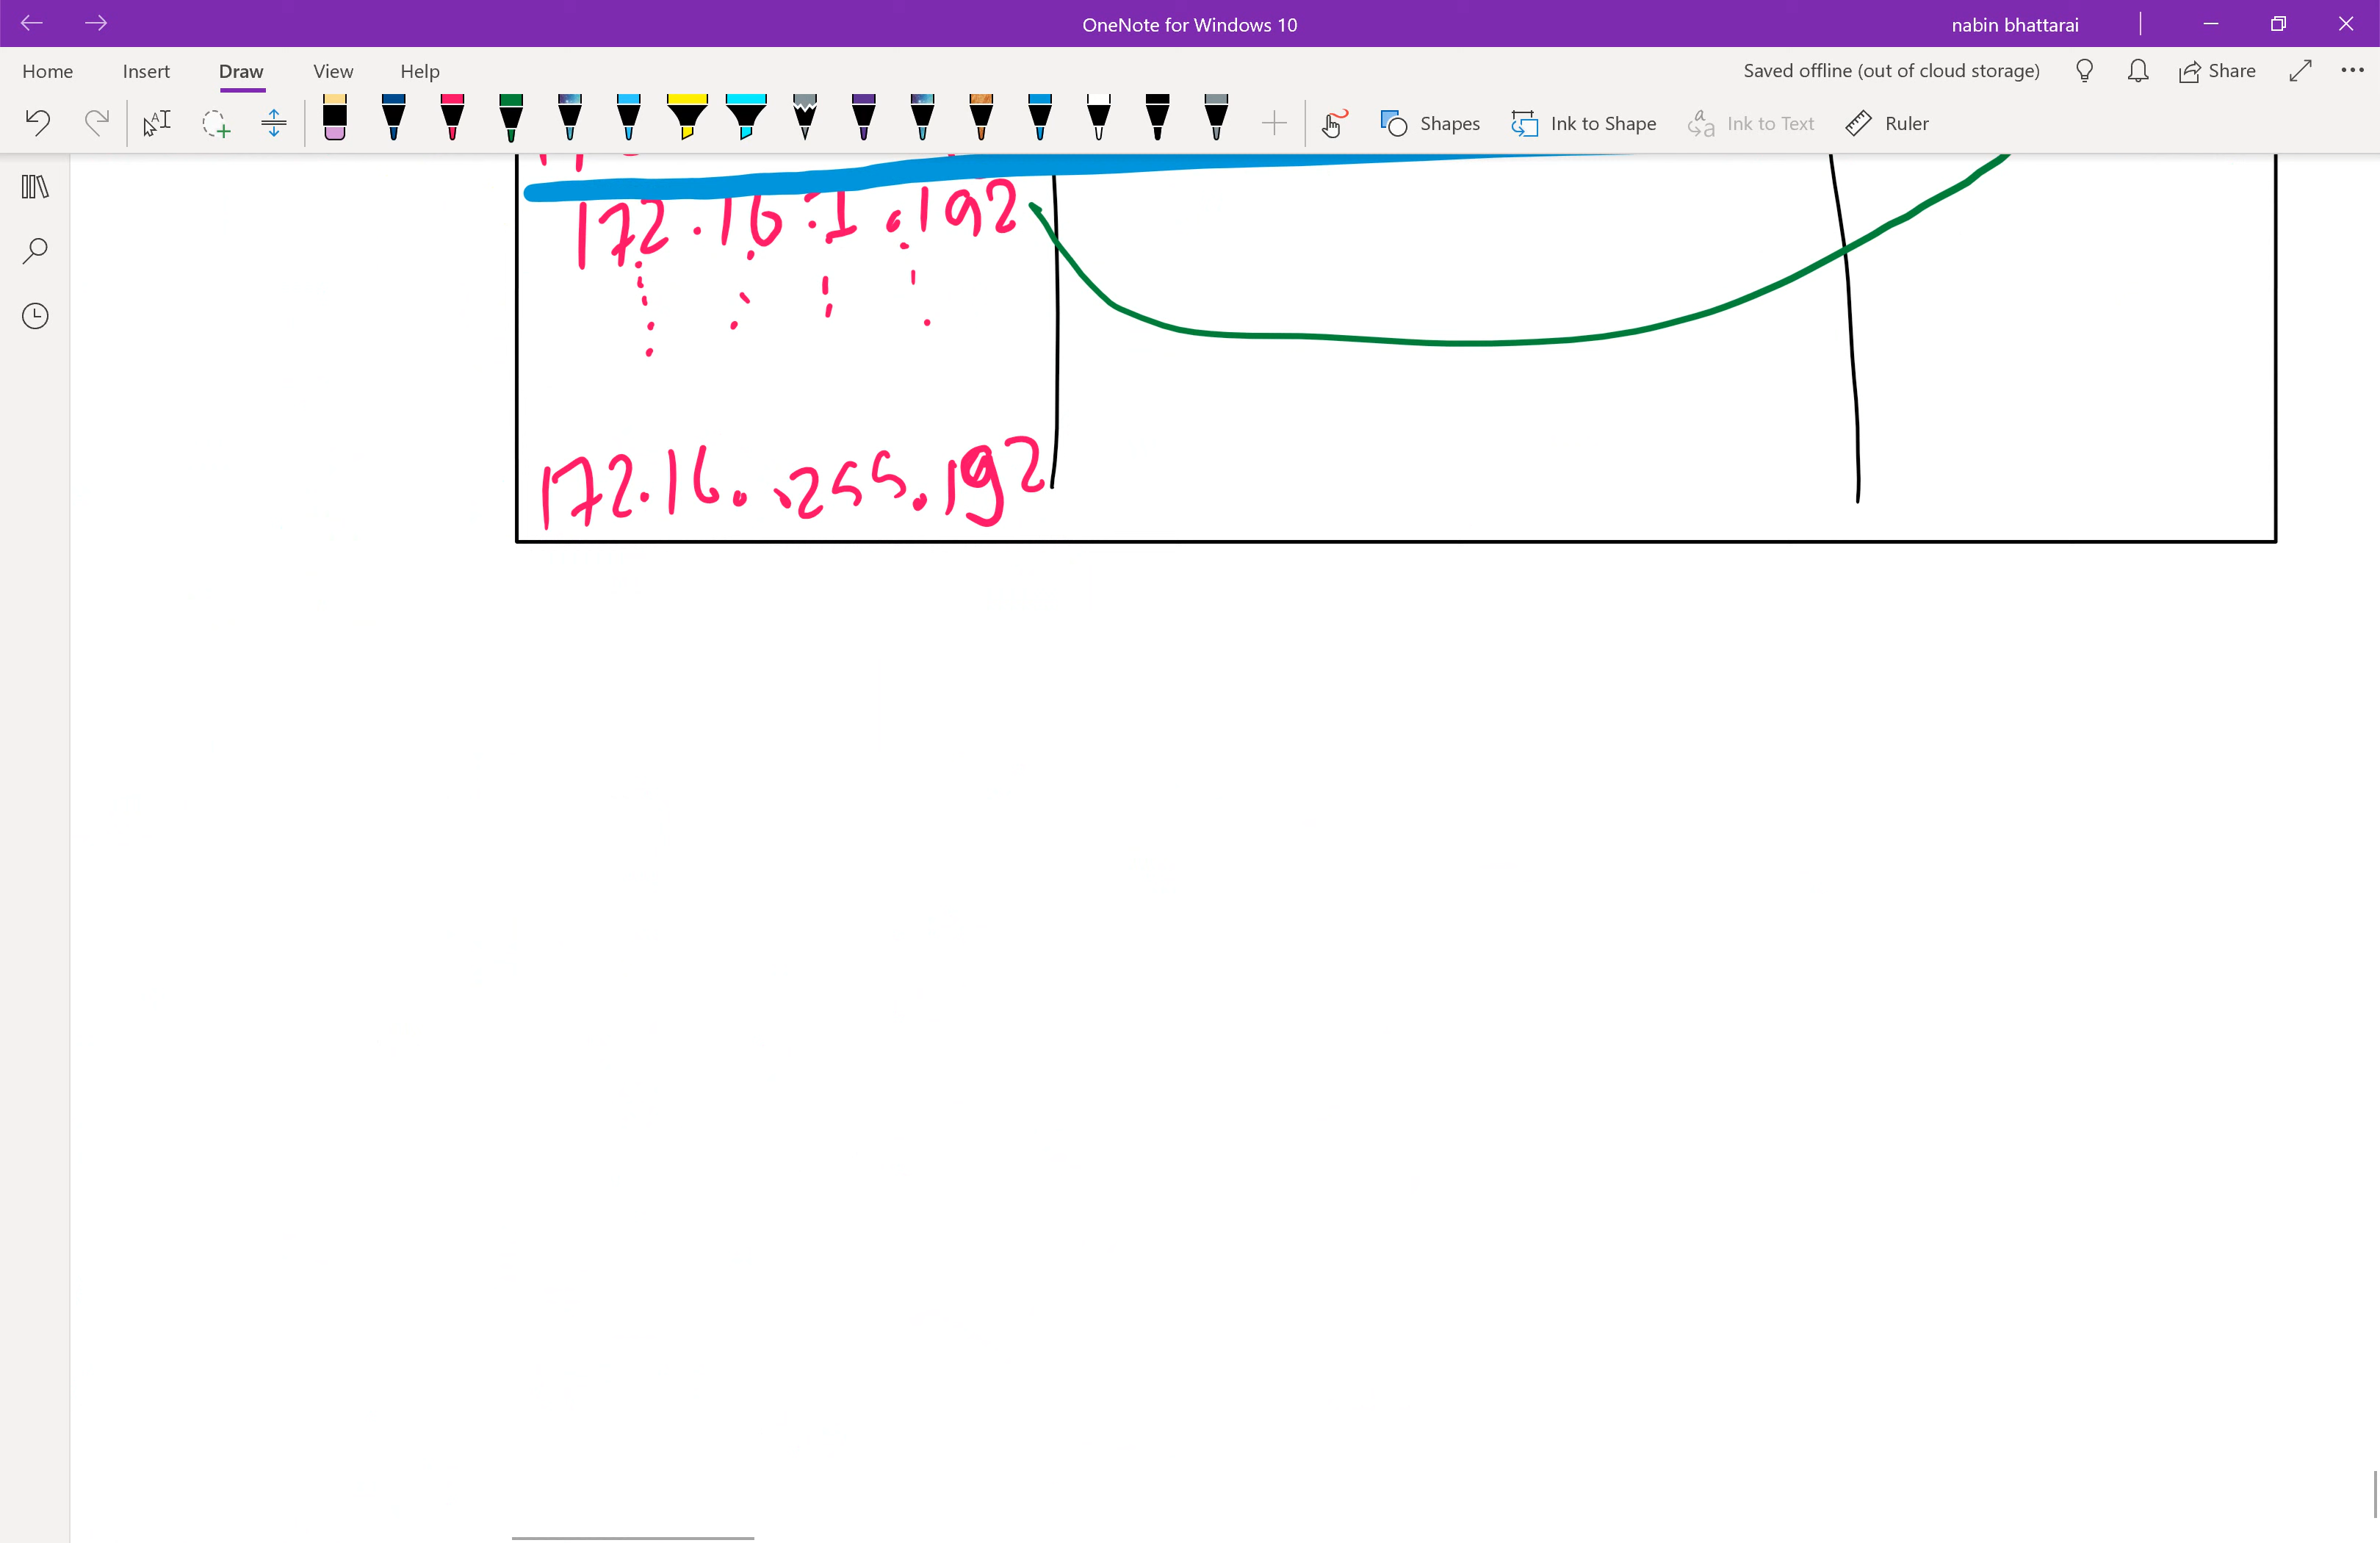 OneNote for Windows 10
nabin bhattarai
Home Insert Draw View Help
Saved offline (out of cloud storage)
Share
Shapes
Ink to Shape
Ink to Text
Ruler
172.16.1.192
172.16..255.192